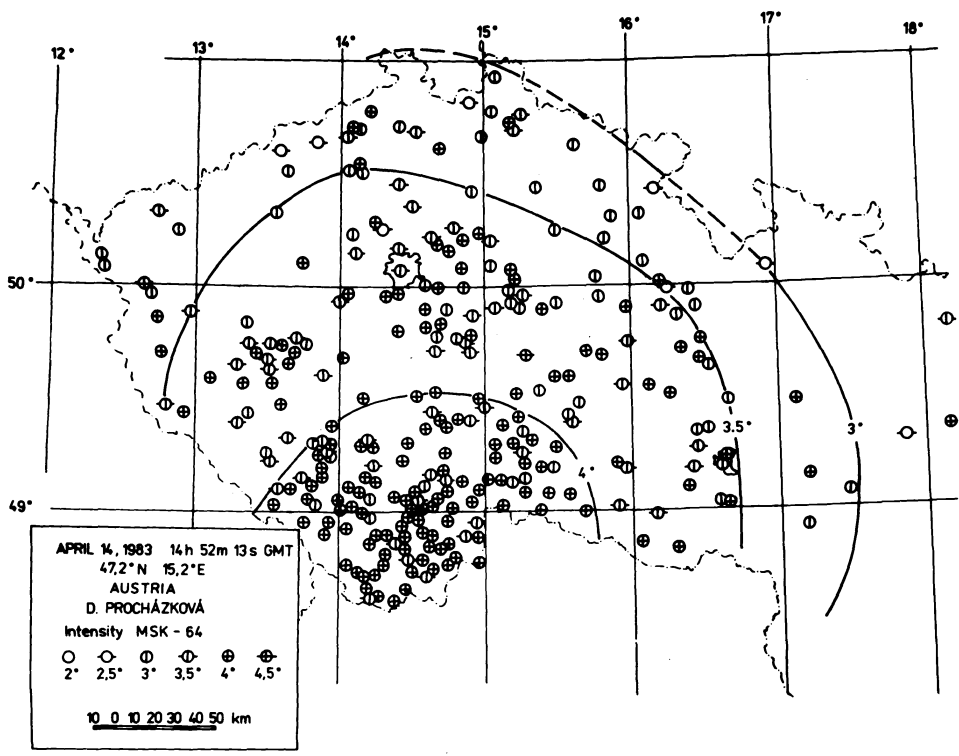 12° 13° 14° 15° 16° 17° 18°
50°
49°
3.5°
3°
4°
APRIL 14, 1983 14h 52m 13s GMT
47,2°N 15,2°E
AUSTRIA
D. PROCHÁZKOVÁ
Intensity MSK - 64
2° 2,5° 3° 3,5° 4° 4,5°
10 0 10 20 30 40 50 km